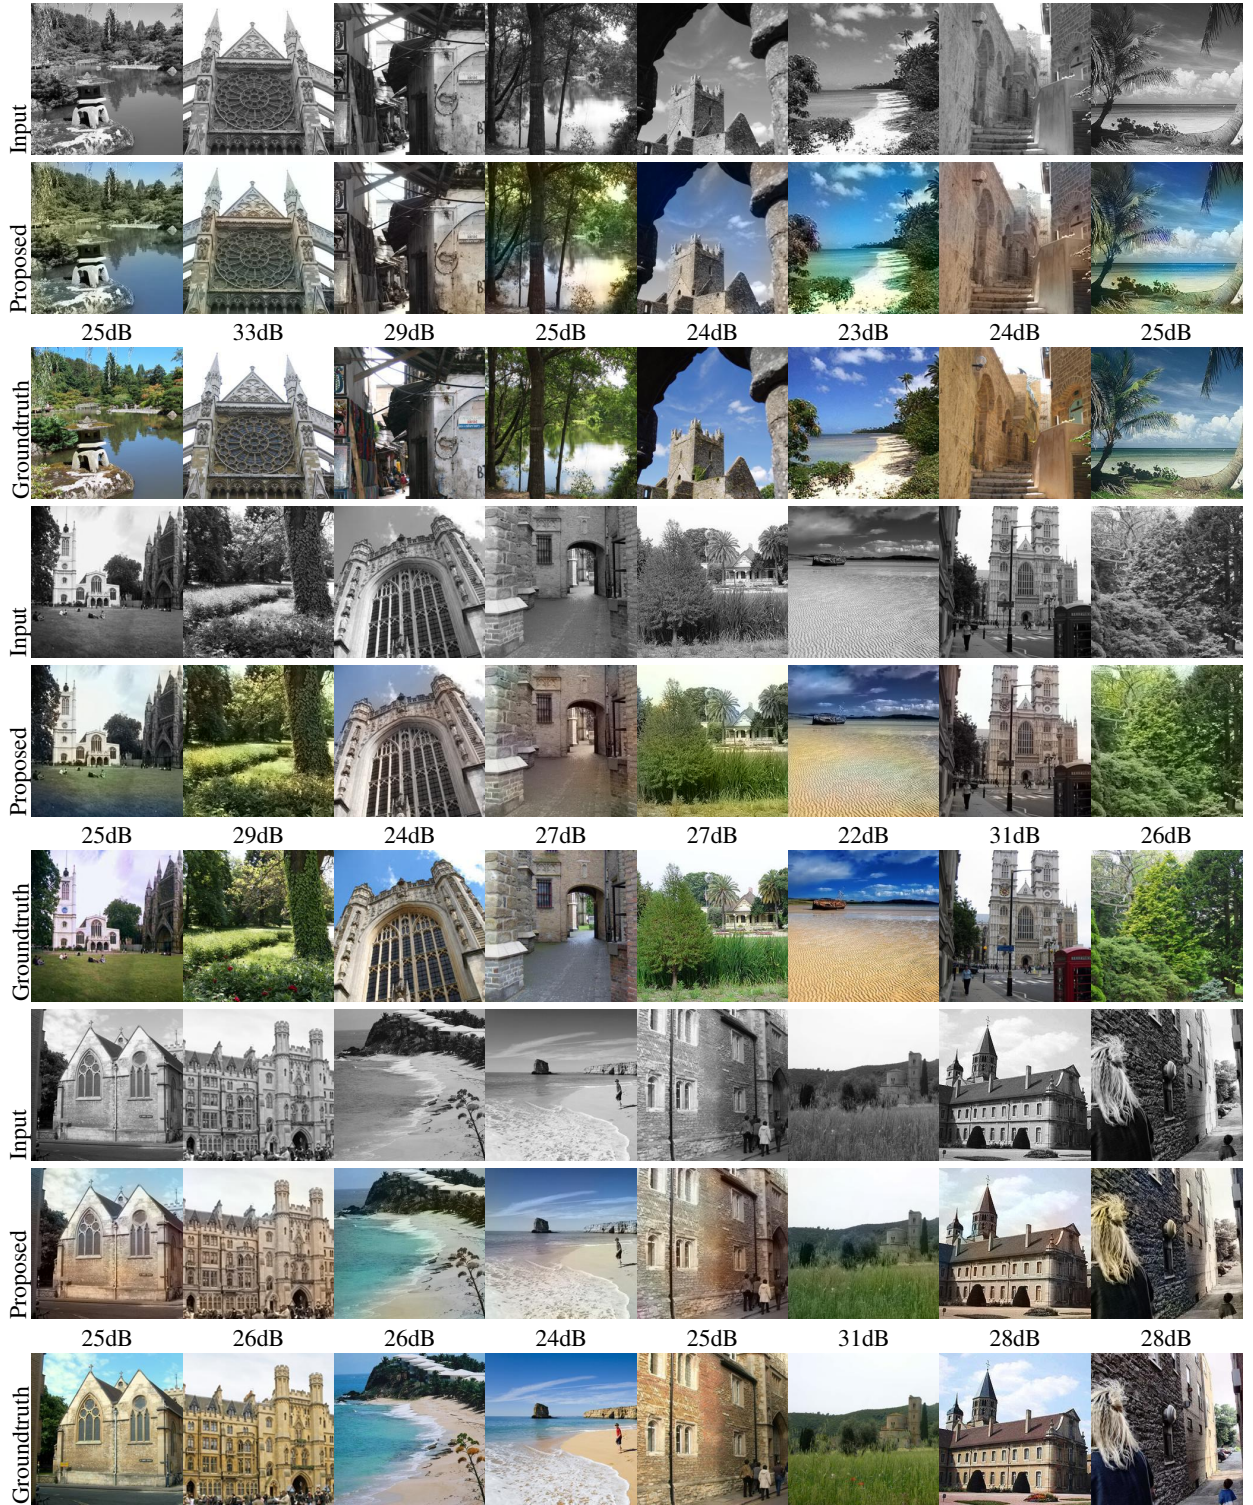 Input
Proposed
25dB 33dB 29dB 25dB 24dB 23dB 24dB 25dB
Groundtruth
Input
Proposed
25dB 29dB 24dB 27dB 27dB 22dB 31dB 26dB
Groundtruth
Input
Proposed
25dB 26dB 26dB 24dB 25dB 31dB 28dB 28dB
Groundtruth